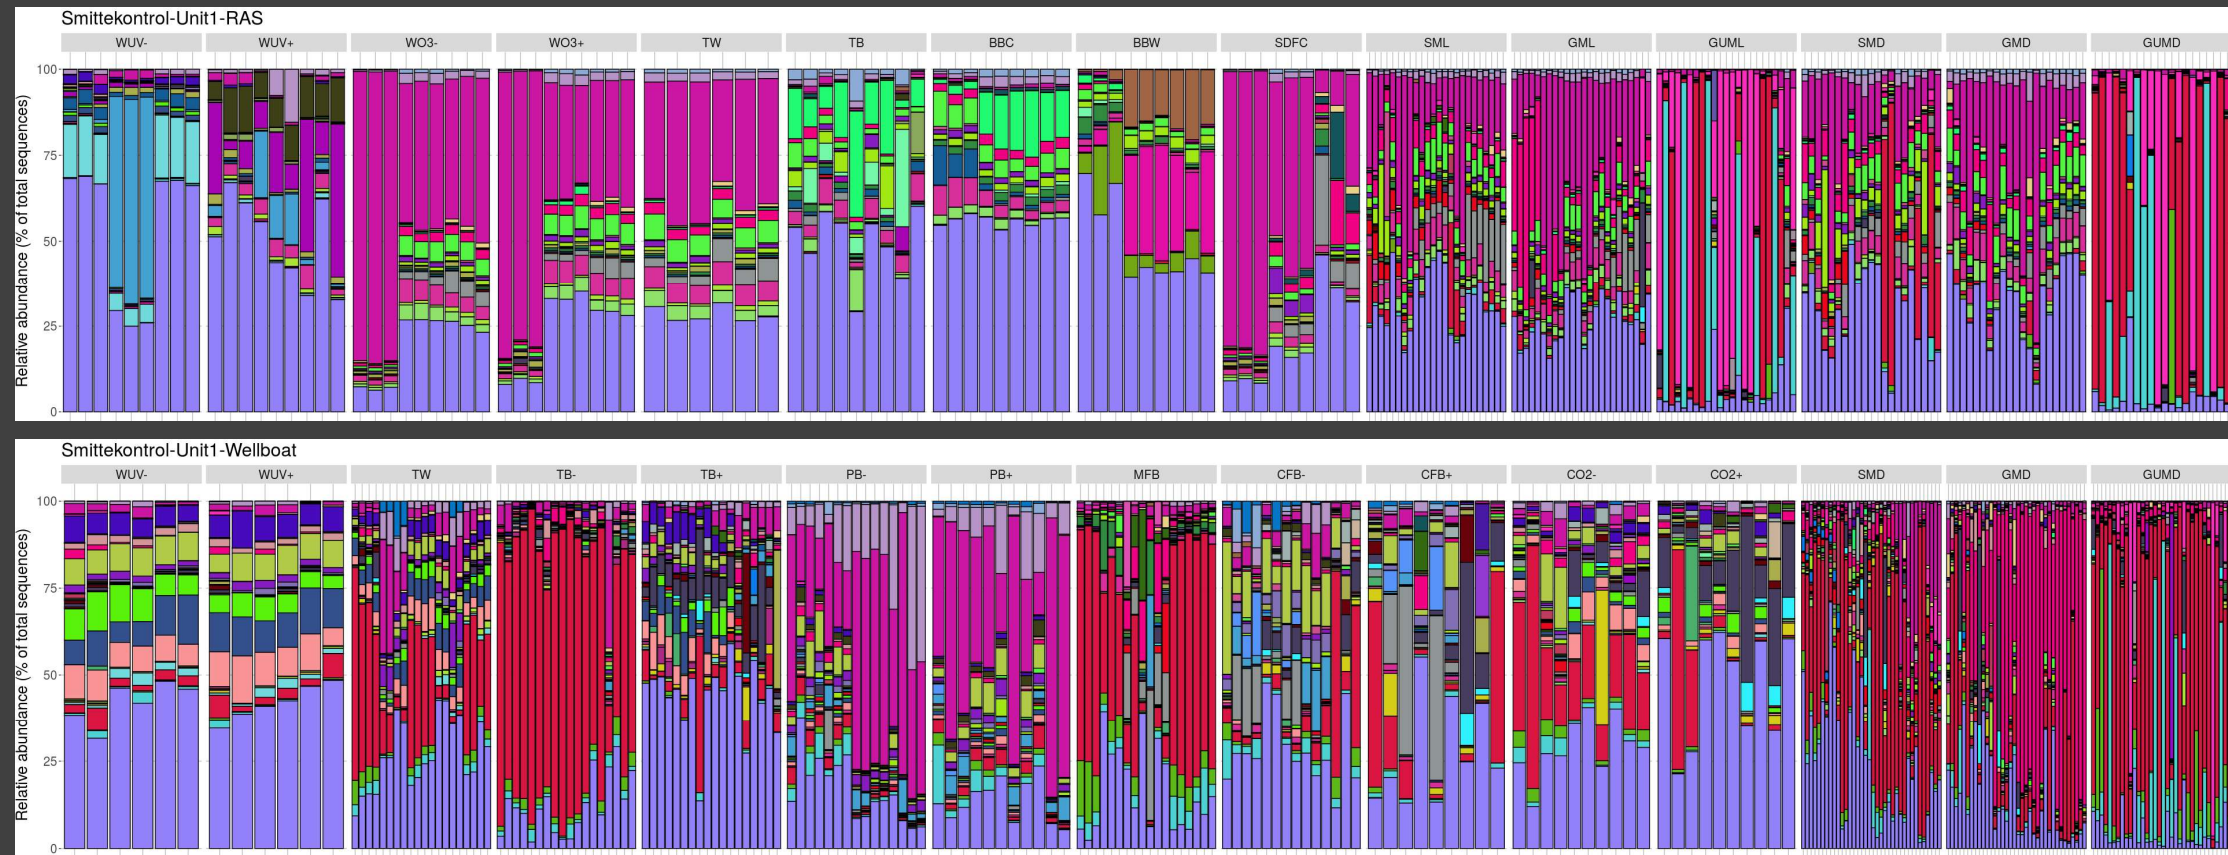 Smittekontrol-Unit1-RAS
WUV- WUV+ WO3- WO3+ TW TB BBC BBW SDFC SML GML GUML SMD GMD GUMD
Relative abundance (% of total sequences)
100
75
50
25
0
Smittekontrol-Unit1-Wellboat
WUV- WUV+ TW TB- TB+ PB- PB+ MFB CFB- CFB+ CO2- CO2+ SMD GMD GUMD
Relative abundance (% of total sequences)
100
75
50
25
0